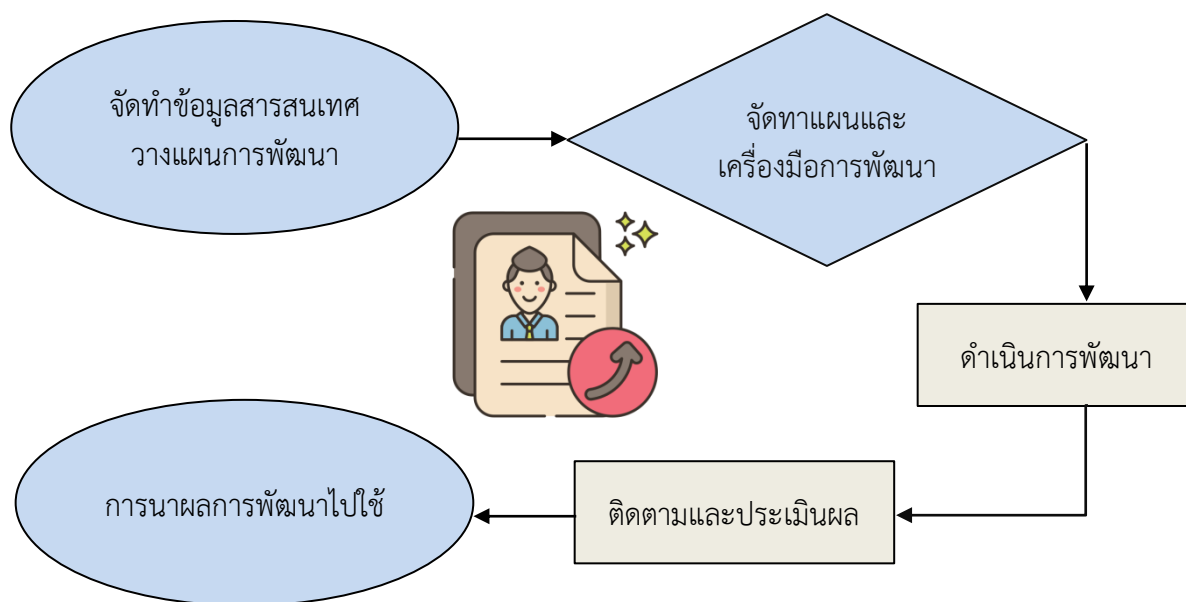 จัดทำข้อมูลสารสนเทศ
วางแผนการพัฒนา
จัดทาแผนและ
เครื่องมือการพัฒนา
ดำเนินการพัฒนา
ติดตามและประเมินผล
การนาผลการพัฒนาไปใช้